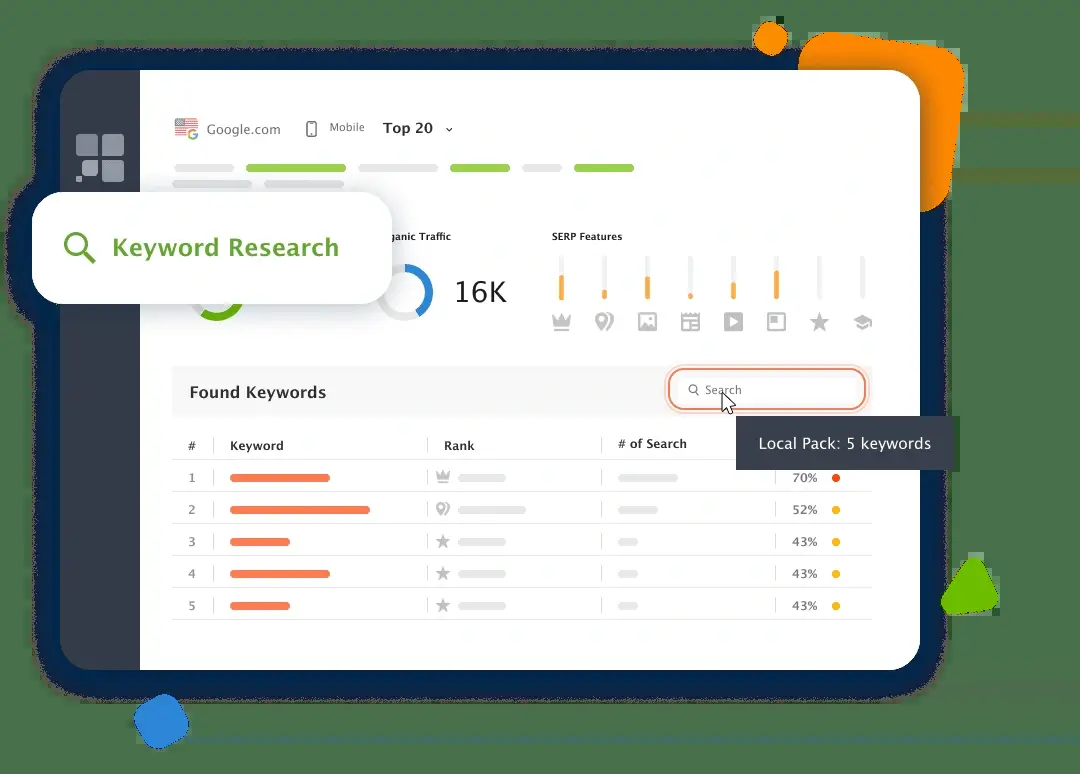 Google.com Mobile Top 20
Keyword Research
ganic Traffic
SERP Features
16K
Found Keywords
Search
Local Pack: 5 keywords
# Keyword Rank # of Search
1 70%
2 52%
3 43%
4 43%
5 43%